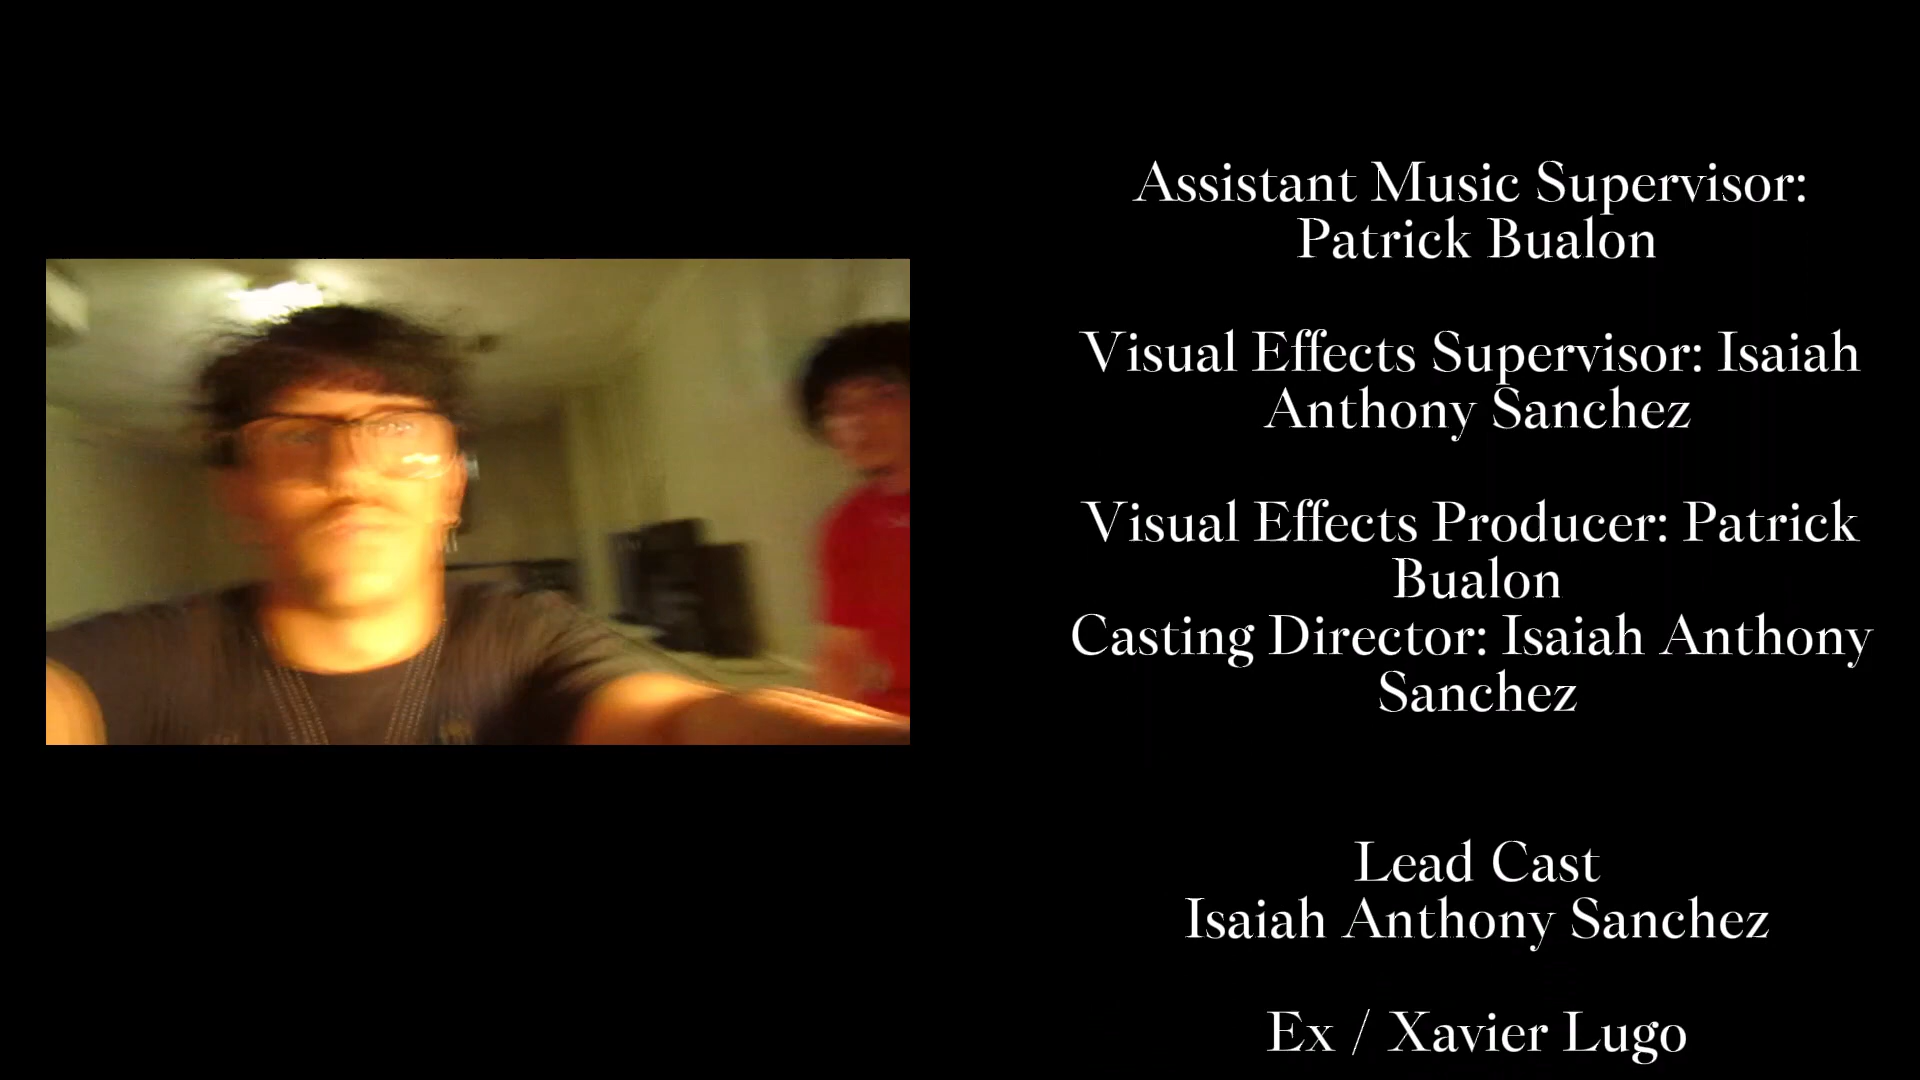 Assistant Music Supervisor:
Patrick Bualon
Visual Effects Supervisor: Isaiah
Anthony Sanchez
Visual Effects Producer: Patrick
Bualon
Casting Director: Isaiah Anthony
Sanchez
Lead Cast
Isaiah Anthony Sanchez
Ex / Xavier Lugo